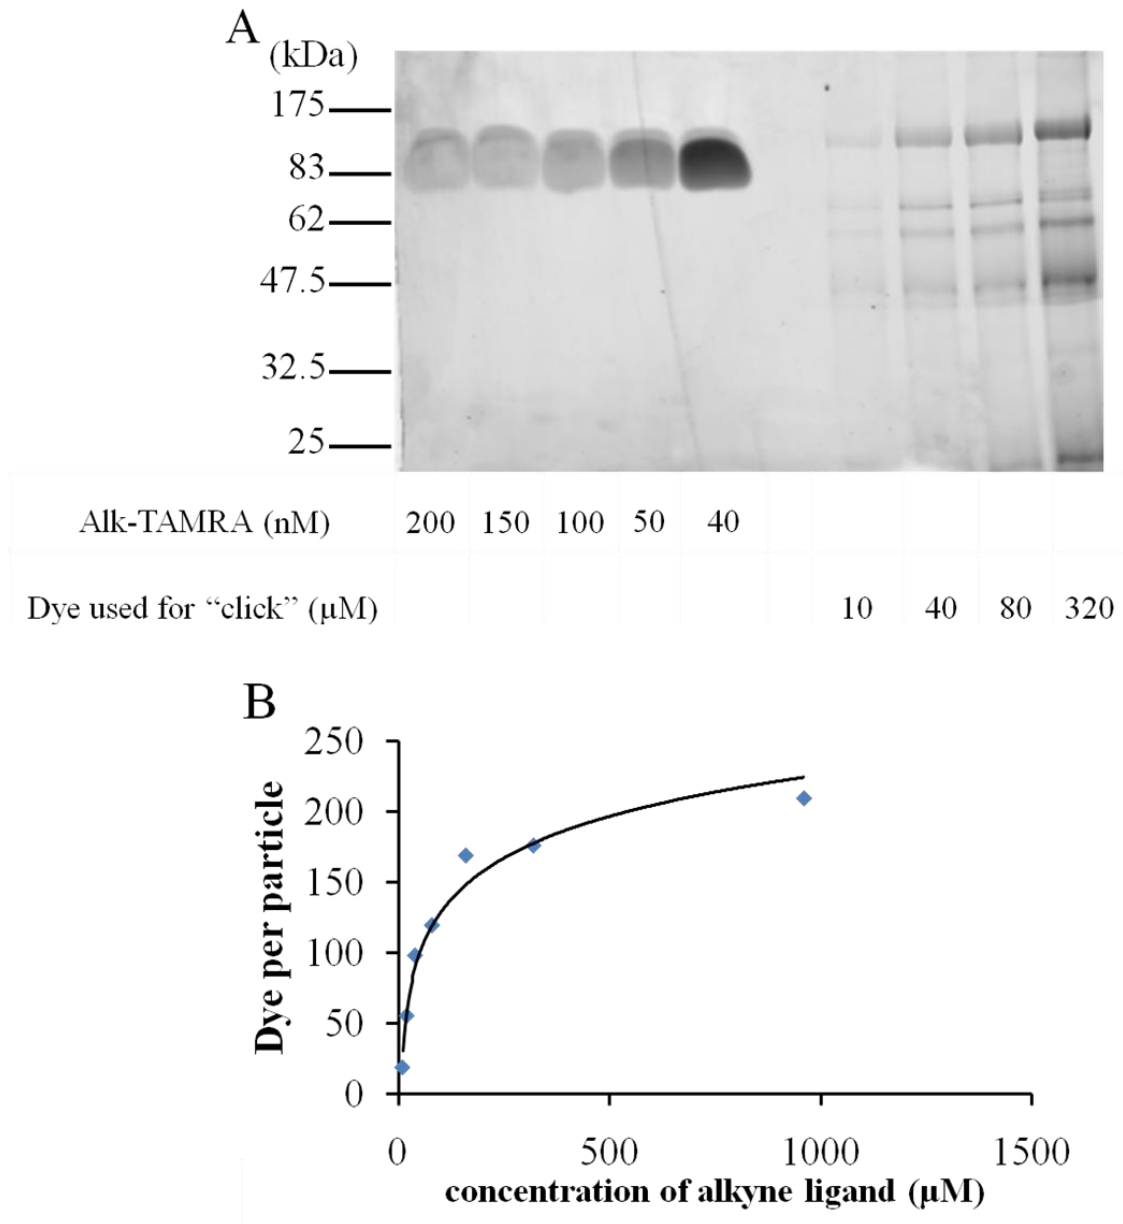 A
(kDa)
175
83
62
47.5
32.5
25
Alk-TAMRA (nM) 200 150 100 50 40
Dye used for “click” (µM) 10 40 80 320
B
250
200
150
100
50
0
Dye per particle
0 500 1000 1500
concentration of alkyne ligand (µM)